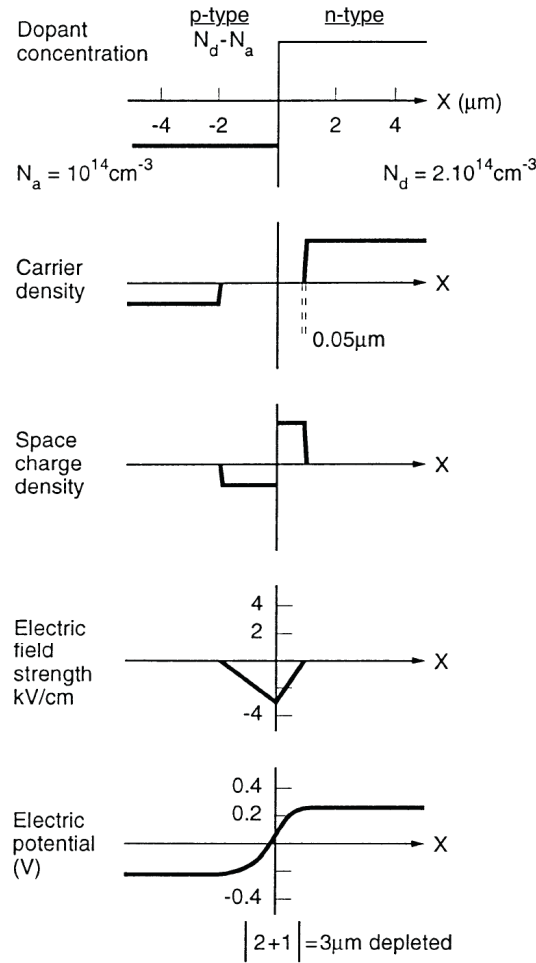 p-type n-type
Dopant concentration
N_d-N_a
X (μm)
-4 -2 2 4
N_a = 10^14cm^-3 N_d = 2.10^14cm^-3
Carrier
density
X
0.05μm
Space
charge
density
X
4
2
Electric
field
strength
kV/cm
X
-4
0.4
0.2
Electric
potential
(V)
X
-0.4
|2+1| =3μm depleted